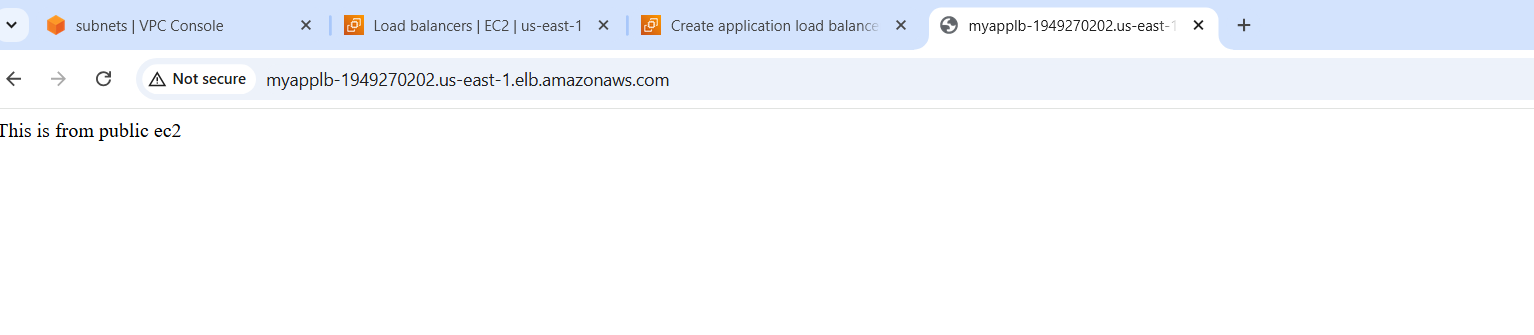 subnets | VPC Console
Load balancers | EC2 | us-east-1
Create application load balance
myapplb-1949270202.us-east-1
Not secure
myapplb-1949270202.us-east-1.elb.amazonaws.com
This is from public ec2